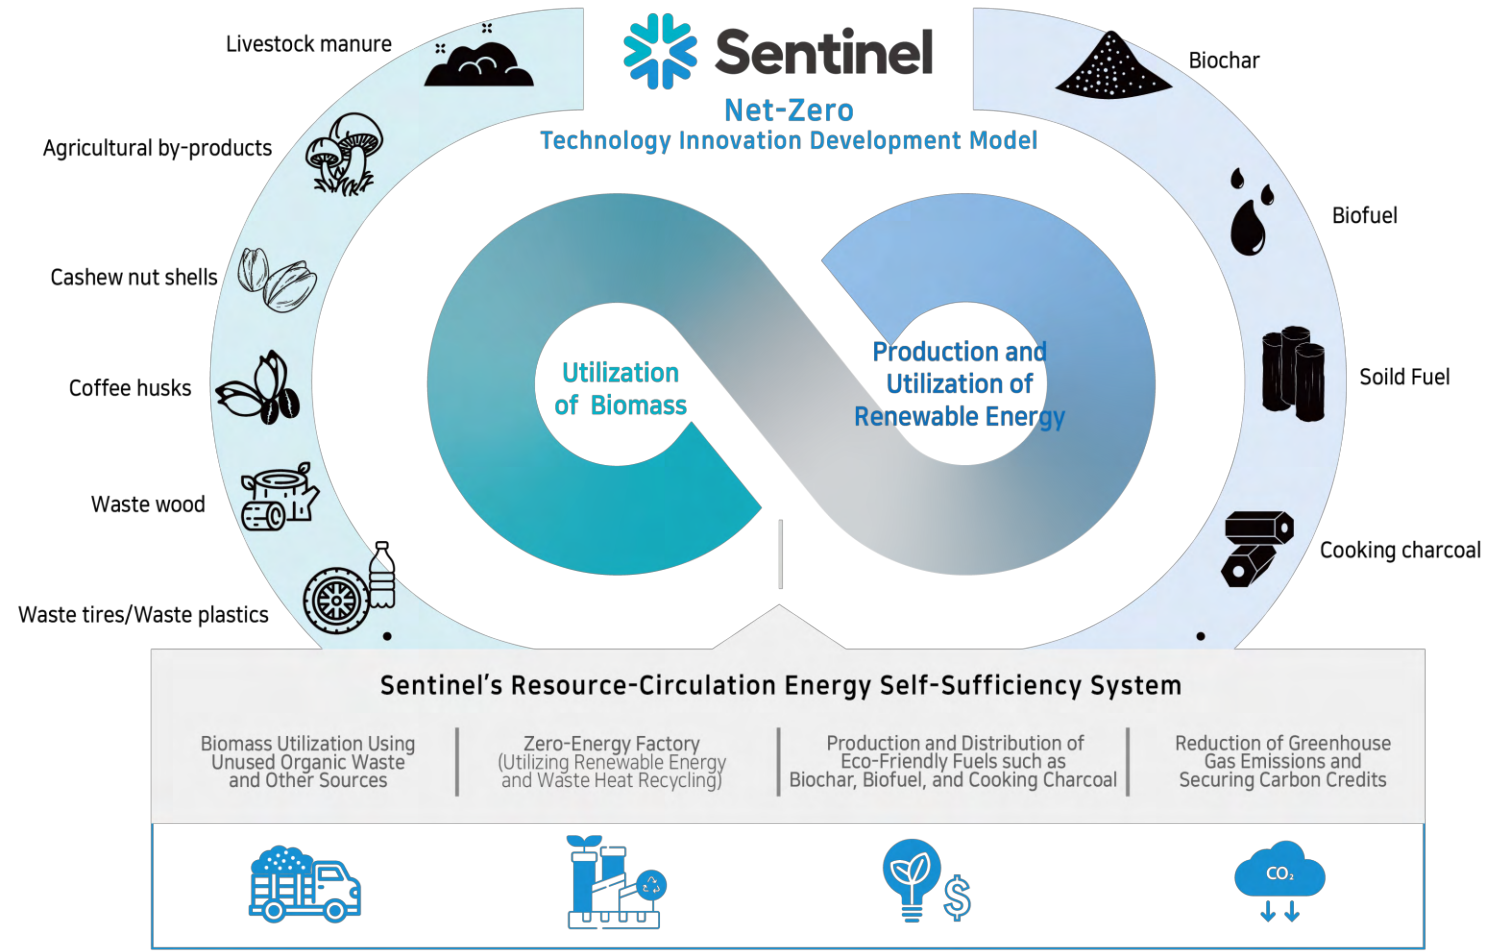 Sentinel
Net-Zero
Technology Innovation Development Model
Livestock manure
Agricultural by-products
Cashew nut shells
Coffee husks
Waste wood
Waste tires/Waste plastics
Utilization
of Biomass
Production and
Utilization of
Renewable Energy
Biochar
Biofuel
Soild Fuel
Cooking charcoal
Sentinel's Resource-Circulation Energy Self-Sufficiency System
Biomass Utilization Using
Unused Organic Waste
and Other Sources
Zero-Energy Factory
(Utilizing Renewable Energy
and Waste Heat Recycling)
Production and Distribution of
Eco-Friendly Fuels such as
Biochar, Biofuel, and Cooking Charcoal
Reduction of Greenhouse
Gas Emissions and
Securing Carbon Credits
$
CO₂